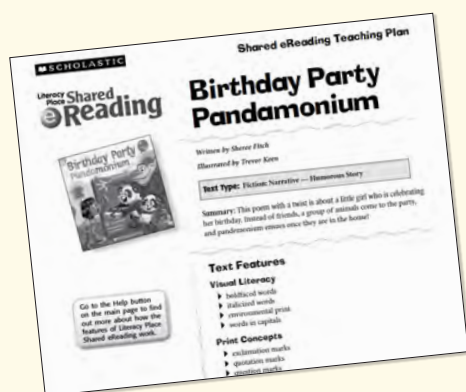 SCHOLASTIC
Shared eReading Teaching Plan
Literacy Place Shared
eReading
Birthday Party
Pandamonium
Written by Sheree Fitch
Illustrated by Trevor Keen
Birthday Party
Pandamonium
Text Type: Fiction: Narrative — Humorous Story
Summary: This poem with a twist is about a little girl who is celebrating
her birthday. Instead of friends, a group of animals come to the party,
and pandemonium ensues once they are in the home!
Text Features
Visual Literacy
boldfaced words
italicized words
environmental print
words in capitals
Print Concepts
exclamation marks
quotation marks
question marks
Go to the Help button
on the main page to find
out more about how the
features of Literacy Place
Shared eReading work.